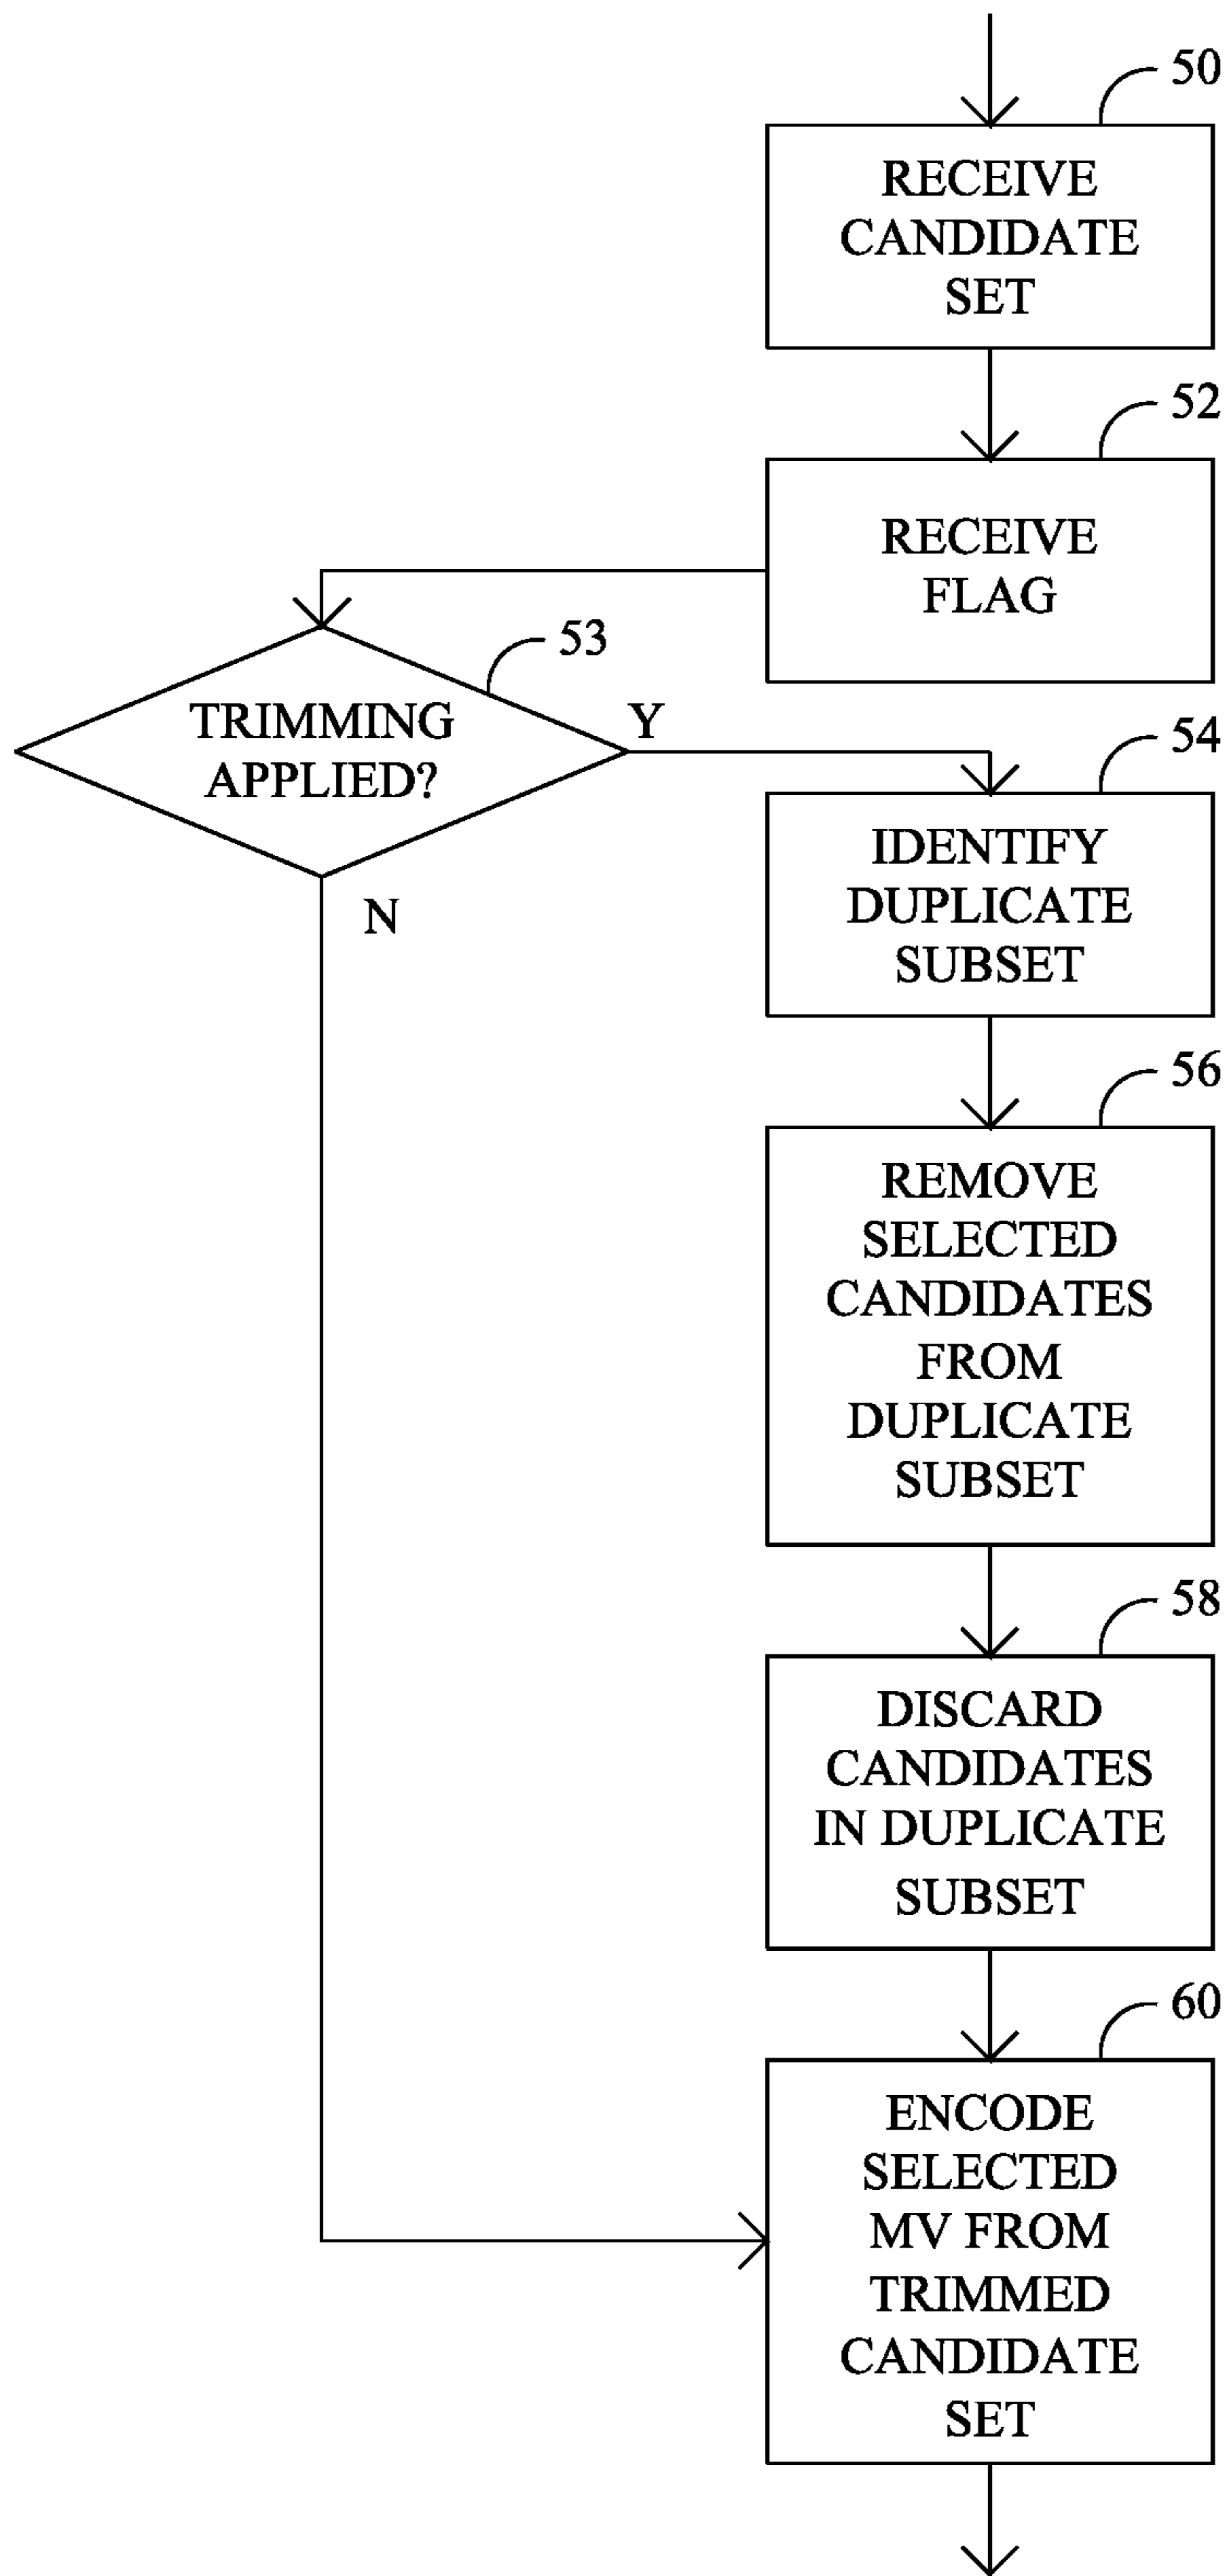 50
RECEIVE
CANDIDATE
SET
52
RECEIVE
FLAG
53
TRIMMING
APPLIED?
Y
N
54
IDENTIFY
DUPLICATE
SUBSET
56
REMOVE
SELECTED
CANDIDATES
FROM
DUPLICATE
SUBSET
58
DISCARD
CANDIDATES
IN DUPLICATE
SUBSET
60
ENCODE
SELECTED
MV FROM
TRIMMED
CANDIDATE
SET